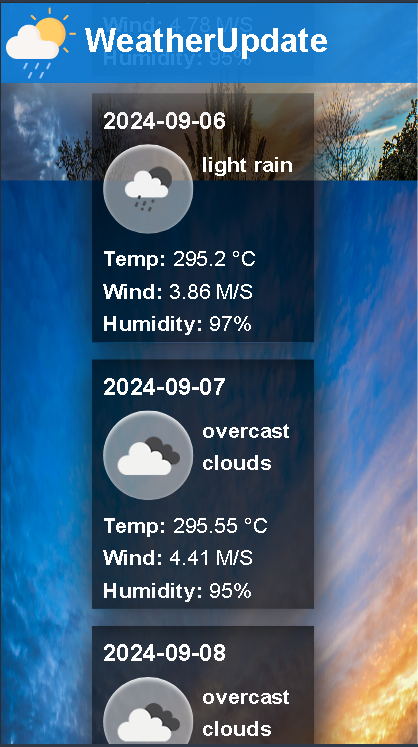 Wind: 4.78 M/S
WeatherUpdate
Humidity: 95%
2024-09-06
light rain
Temp: 295.2 °C
Wind: 3.86 M/S
Humidity: 97%
2024-09-07
overcast
clouds
Temp: 295.55 °C
Wind: 4.41 M/S
Humidity: 95%
2024-09-08
overcast
clouds